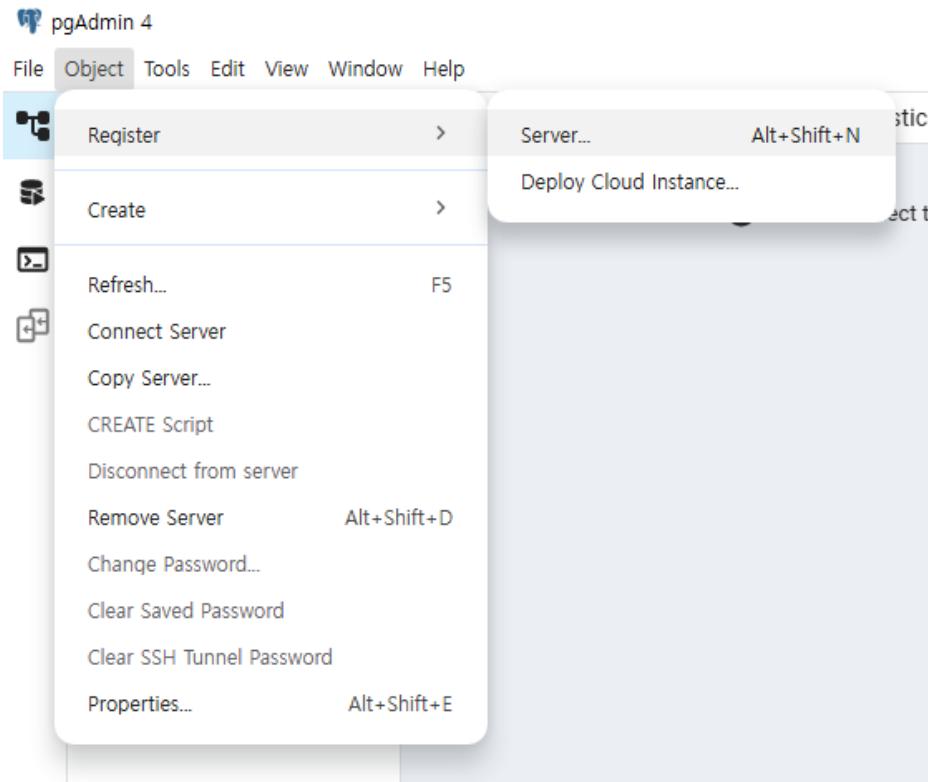 pgAdmin 4
File Object Tools Edit View Window Help
Register
Server... Alt+Shift+N
Deploy Cloud Instance...
Create
Refresh... F5
Connect Server
Copy Server...
CREATE Script
Disconnect from server
Remove Server Alt+Shift+D
Change Password...
Clear Saved Password
Clear SSH Tunnel Password
Properties... Alt+Shift+E